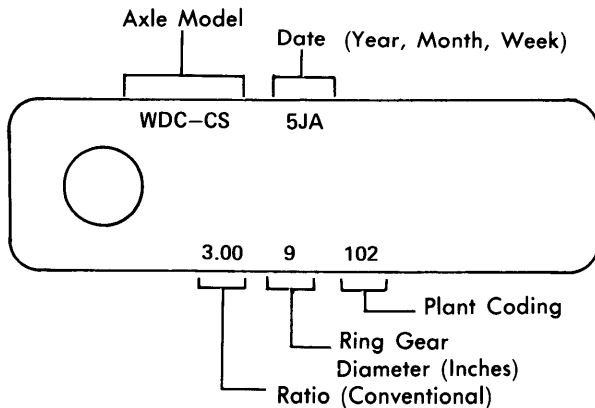 Axle Model
Date (Year, Month, Week)
WDC-CS 5JA
3.00 9 102
Plant Coding
Ring Gear
Diameter (Inches)
Ratio (Conventional)